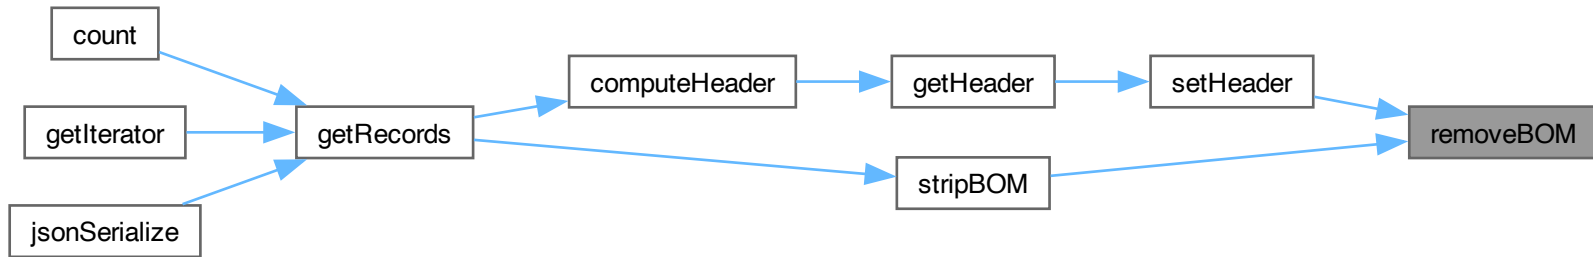 count
getIterator
jsonSerialize
getRecords
computeHeader
getHeader
setHeader
stripBOM
removeBOM